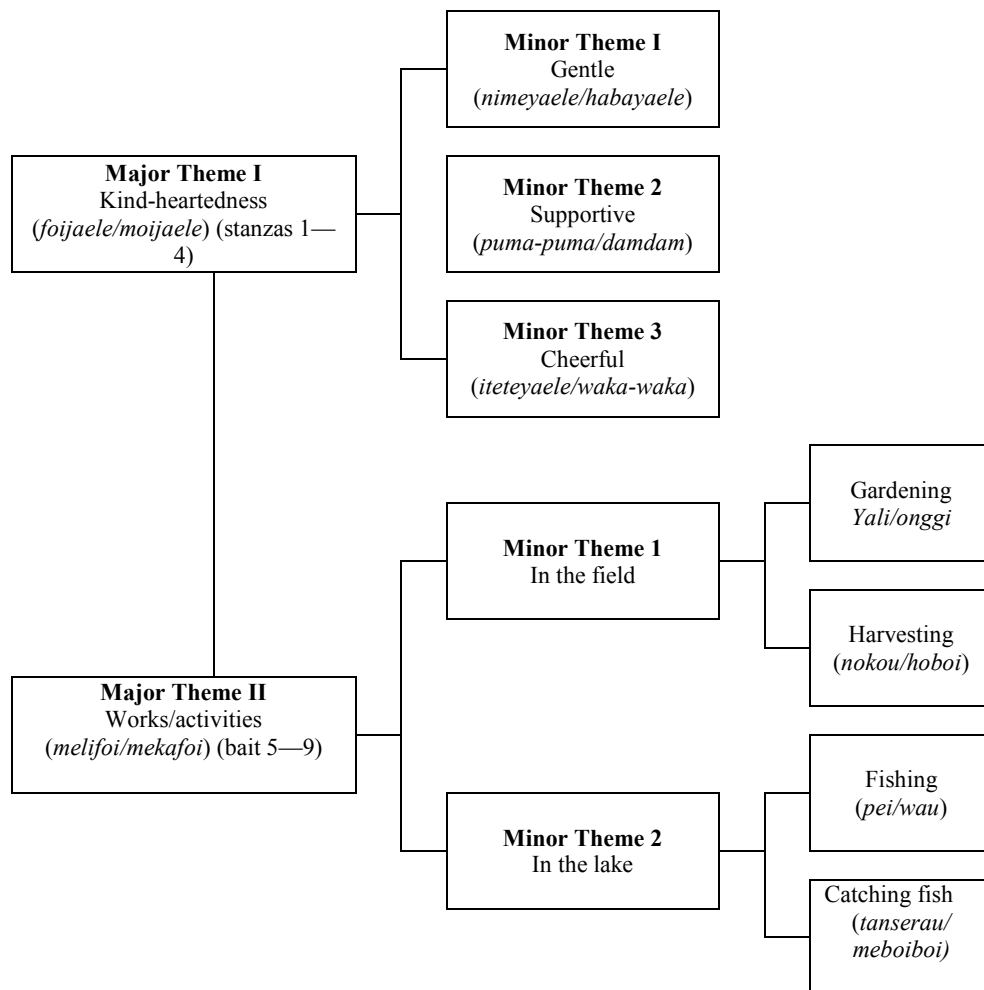 Minor Theme I
Gentle
(nimeyaele/habayaele)
Major Theme I
Kind-heartedness
(foijaele/moijaele) (stanzas 1—
4)
Minor Theme 2
Supportive
(puma-puma/damdam)
Minor Theme 3
Cheerful
(iteteyaele/waka-waka)
Major Theme II
Works/activities
(melifoi/mekafoi) (bait 5—9)
Minor Theme 1
In the field
Gardening
Yali/onggi
Harvesting
(nokou/hoboi)
Minor Theme 2
In the lake
Fishing
(pei/wau)
Catching fish
(tanserau/
meboiboi)